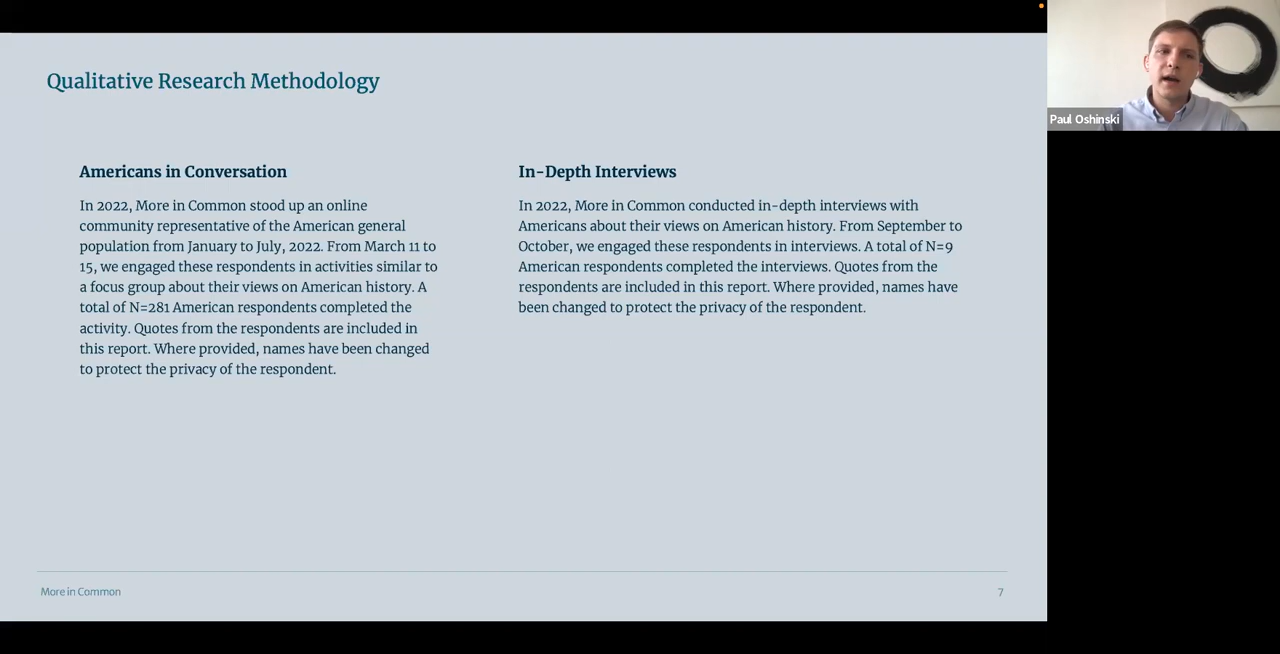 Qualitative Research Methodology
Americans in Conversation
In 2022, More in Common stood up an online
community representative of the American general
population from January to July, 2022. From March 11 to
15, we engaged these respondents in activities similar to
a focus group about their views on American history. A
total of N=281 American respondents completed the
activity. Quotes from the respondents are included in
this report. Where provided, names have been changed
to protect the privacy of the respondent.
In-Depth Interviews
In 2022, More in Common conducted in-depth interviews with
Americans about their views on American history. From September to
October, we engaged these respondents in interviews. A total of N=9
American respondents completed the interviews. Quotes from the
respondents are included in this report. Where provided, names have
been changed to protect the privacy of the respondent.
More in Common
7
Paul Oshinski